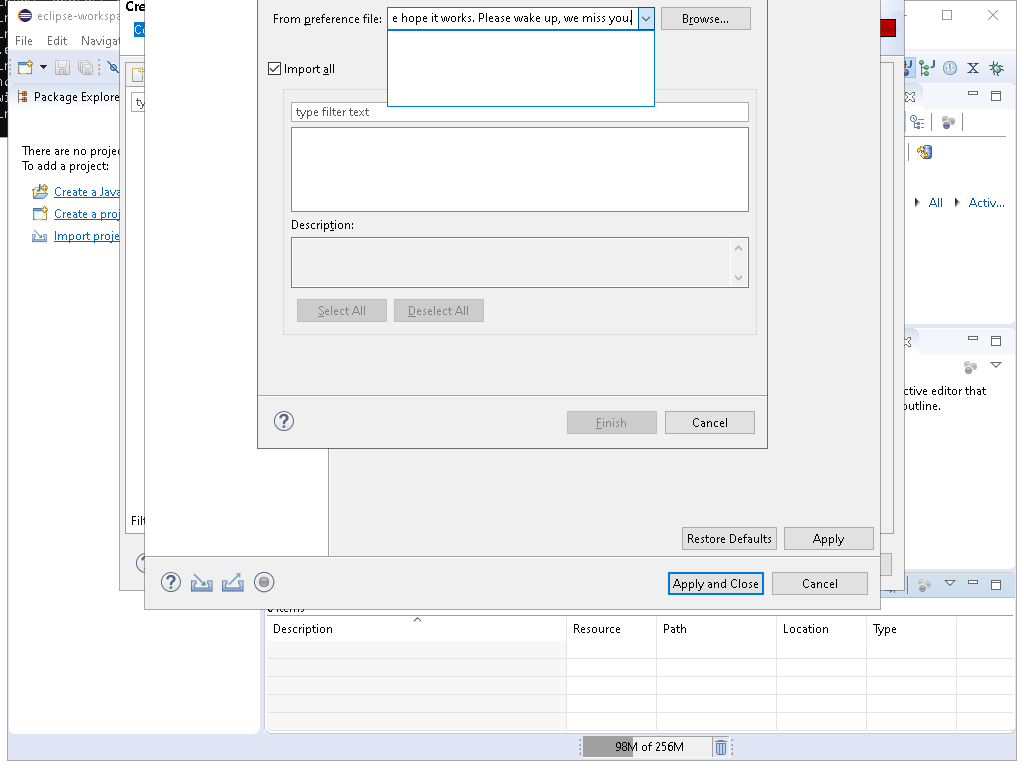 eclipse-workspa
Cre
From preference file:
e hope it works. Please wake up, we miss you.
Browse...
File Edit Navigat
Import all
Package Explore
type filter text
There are no projec
To add a project:
Create a Java
Create a proj
Import proje
All
Activ...
Description:
Select All
Deselect All
ctive editor that
outline.
Finish
Cancel
Filt
Restore Defaults
Apply
Apply and Close
Cancel
Description
Resource
Path
Location
Type
98M of 256M